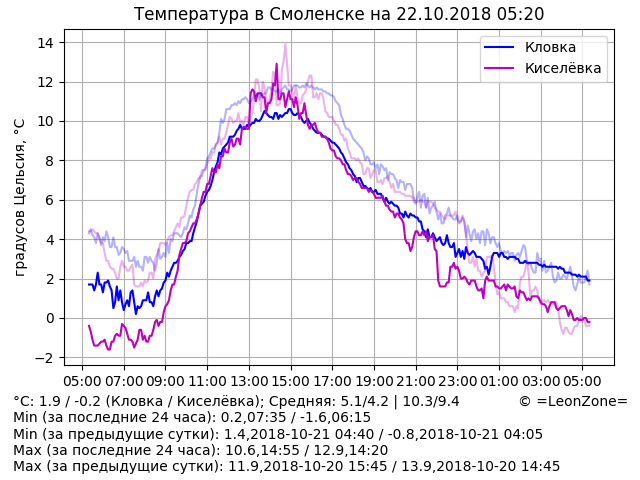 Температура в Смоленске на 22.10.2018 05:20
градусов Цельсия, °C
14
12
10
8
6
4
2
0
−2
Кловка
Киселёвка
05:00 07:00 09:00 11:00 13:00 15:00 17:00 19:00 21:00 23:00 01:00 03:00 05:00
°C: 1.9 / -0.2 (Кловка / Киселёвка); Средняя: 5.1/4.2 | 10.3/9.4 © =LeonZone=
Min (за последние 24 часа): 0.2,07:35 / -1.6,06:15
Min (за предыдущие сутки): 1.4,2018-10-21 04:40 / -0.8,2018-10-21 04:05
Max (за последние 24 часа): 10.6,14:55 / 12.9,14:20
Max (за предыдущие сутки): 11.9,2018-10-20 15:45 / 13.9,2018-10-20 14:45